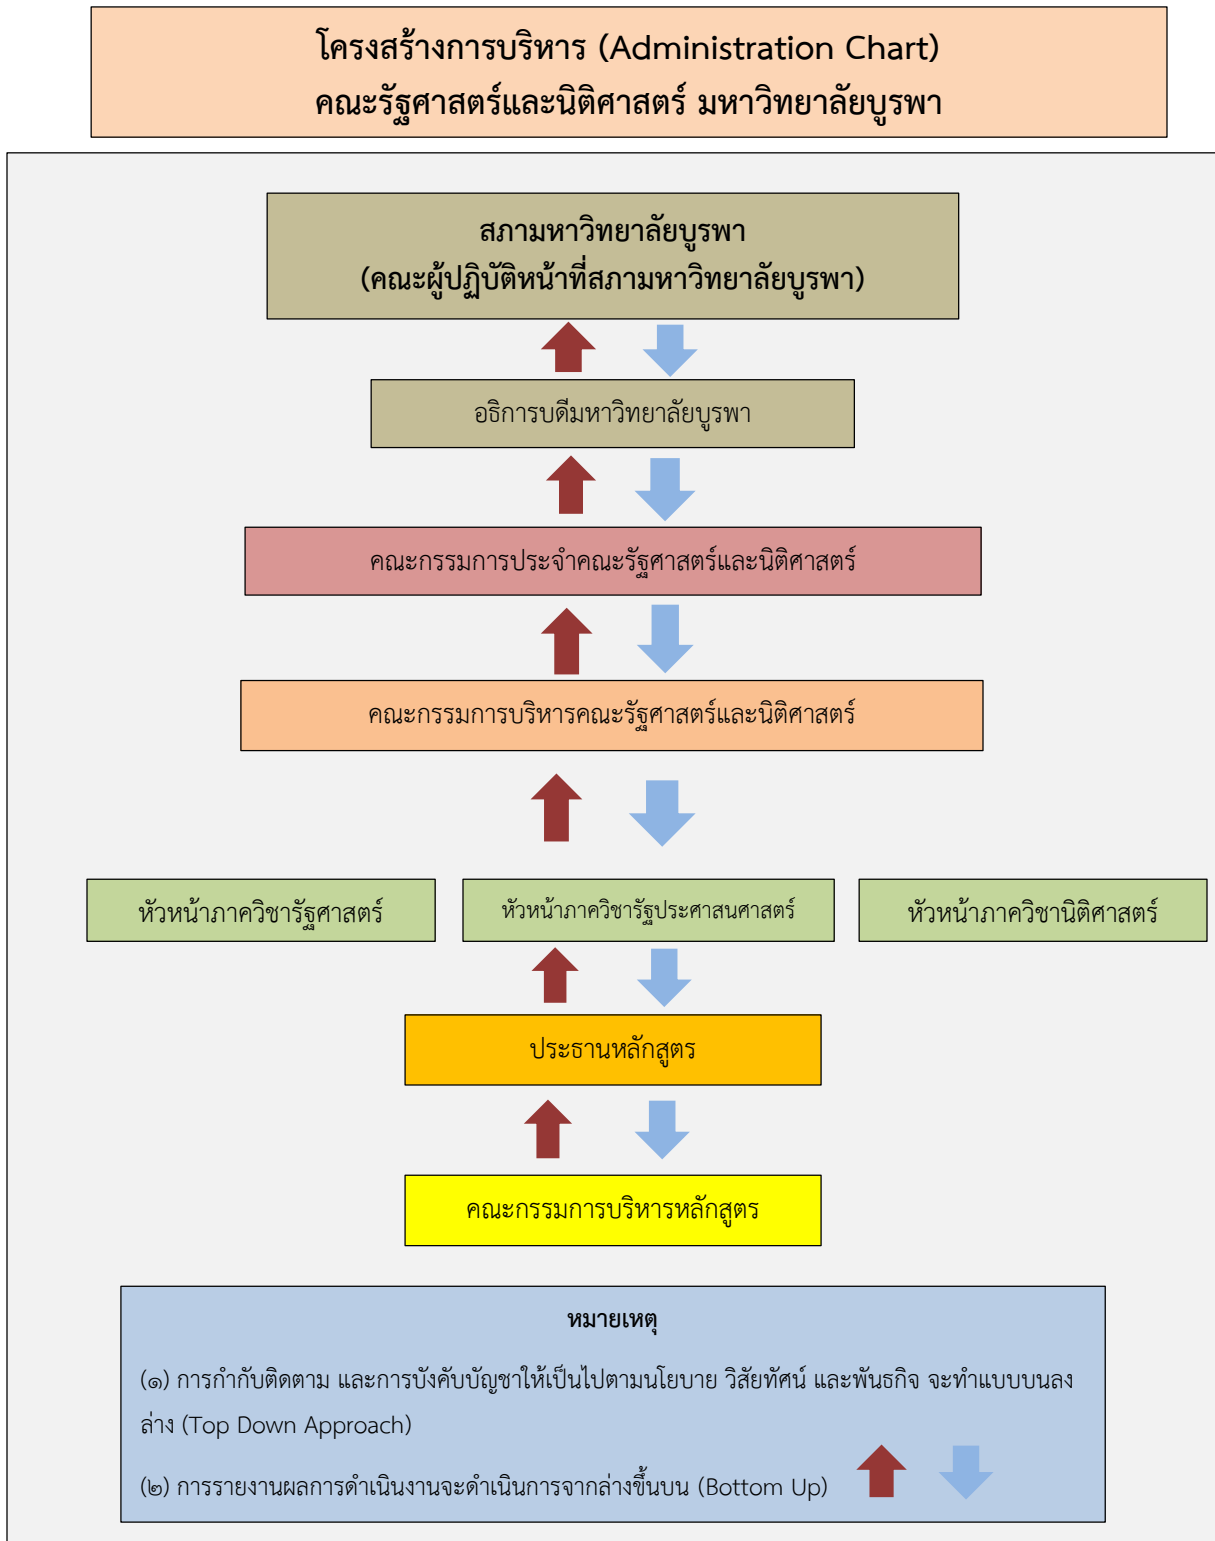 โครงสร้างการบริหาร (Administration Chart)
คณะรัฐศาสตร์และนิติศาสตร์ มหาวิทยาลัยบูรพา
สภามหาวิทยาลัยบูรพา
(คณะผู้ปฏิบัติหน้าที่สภามหาวิทยาลัยบูรพา)
อธิการบดีมหาวิทยาลัยบูรพา
คณะกรรมการประจำคณะรัฐศาสตร์และนิติศาสตร์
คณะกรรมการบริหารคณะรัฐศาสตร์และนิติศาสตร์
หัวหน้าภาควิชารัฐศาสตร์
หัวหน้าภาควิชารัฐประศาสนศาสตร์
หัวหน้าภาควิชานิติศาสตร์
ประธานหลักสูตร
คณะกรรมการบริหารหลักสูตร
หมายเหตุ
(๑) การกำกับติดตาม และการบังคับบัญชาให้เป็นไปตามนโยบาย วิสัยทัศน์ และพันธกิจ จะทำแบบบนลง
ล่าง (Top Down Approach)
(๒) การรายงานผลการดำเนินงานจะดำเนินการจากล่างขึ้นบน (Bottom Up)